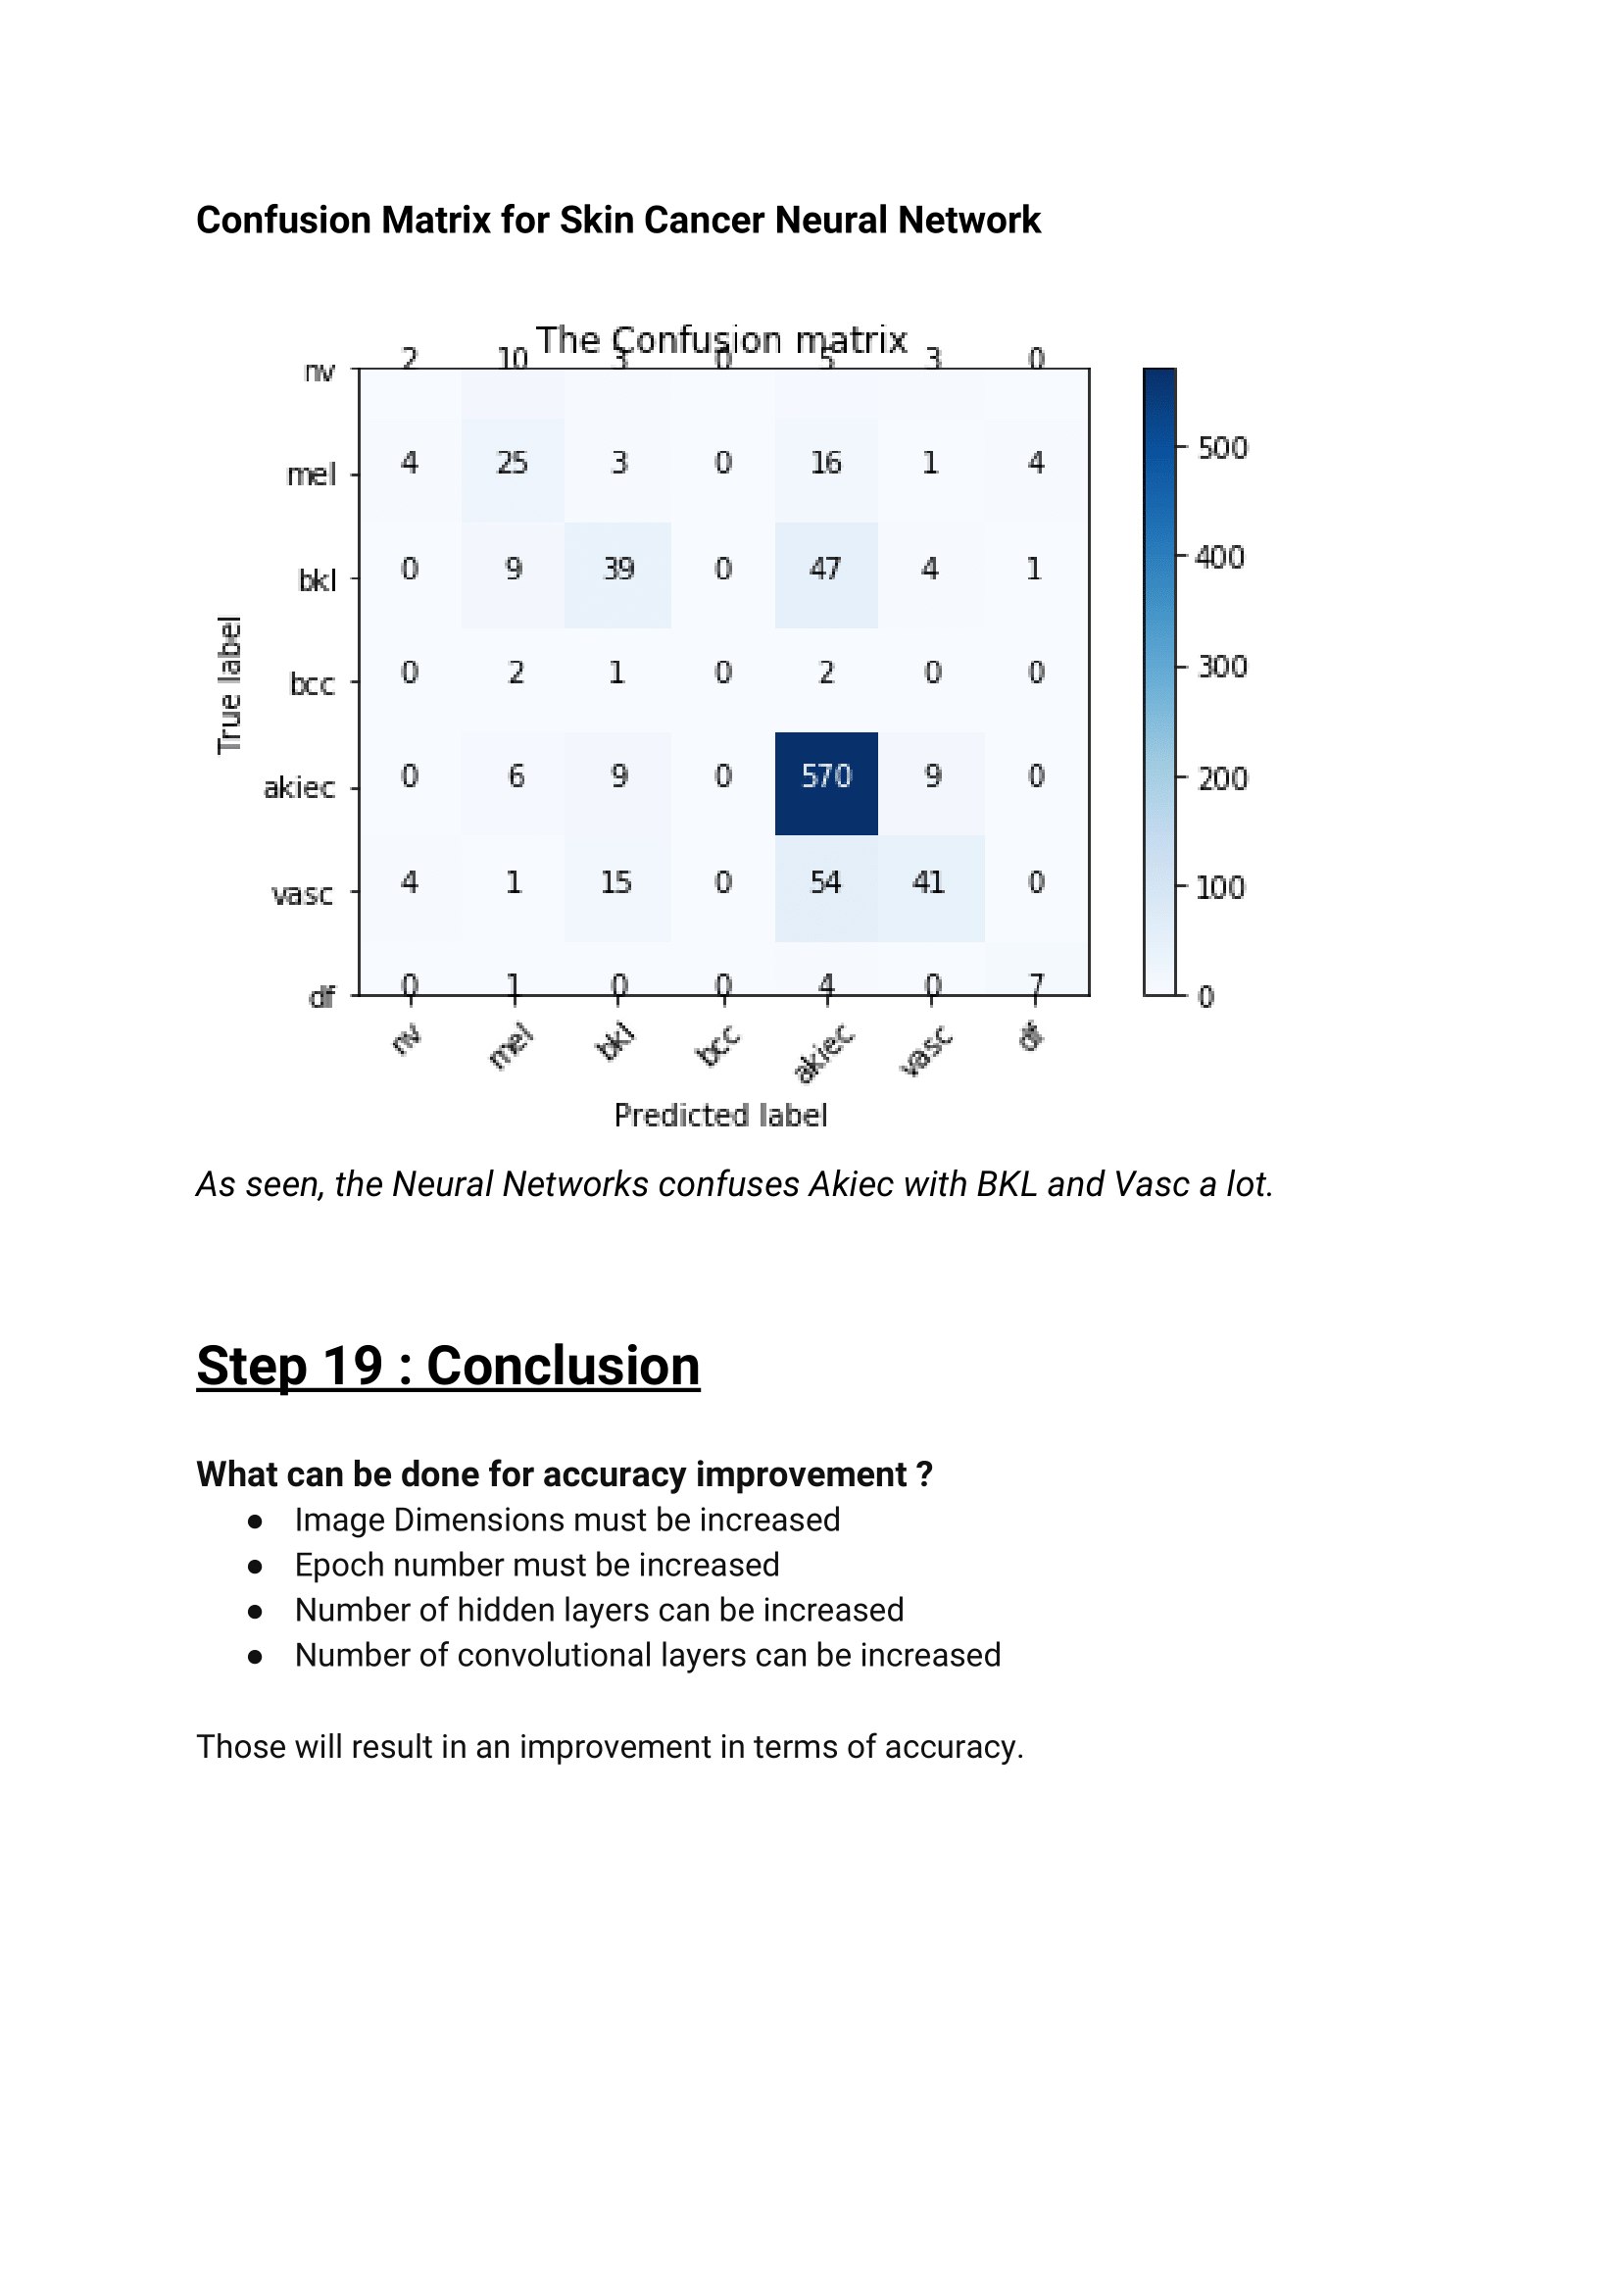 Confusion Matrix for Skin Cancer Neural Network
The Confusion matrix
nv 2 10 3 0 5 3 0
mel 4 25 3 0 16 1 4
bkl 0 9 39 0 47 4 1
bcc 0 2 1 0 2 0 0
akiec 0 6 9 0 570 9 0
vasc 4 1 15 0 54 41 0
df 0 1 0 0 4 0 7
True label
nv mel bkl bcc akiec vasc df
Predicted label
500
400
300
200
100
0
As seen, the Neural Networks confuses Akiec with BKL and Vasc a lot.
Step 19 : Conclusion
What can be done for accuracy improvement ?
● Image Dimensions must be increased
● Epoch number must be increased
● Number of hidden layers can be increased
● Number of convolutional layers can be increased
Those will result in an improvement in terms of accuracy.